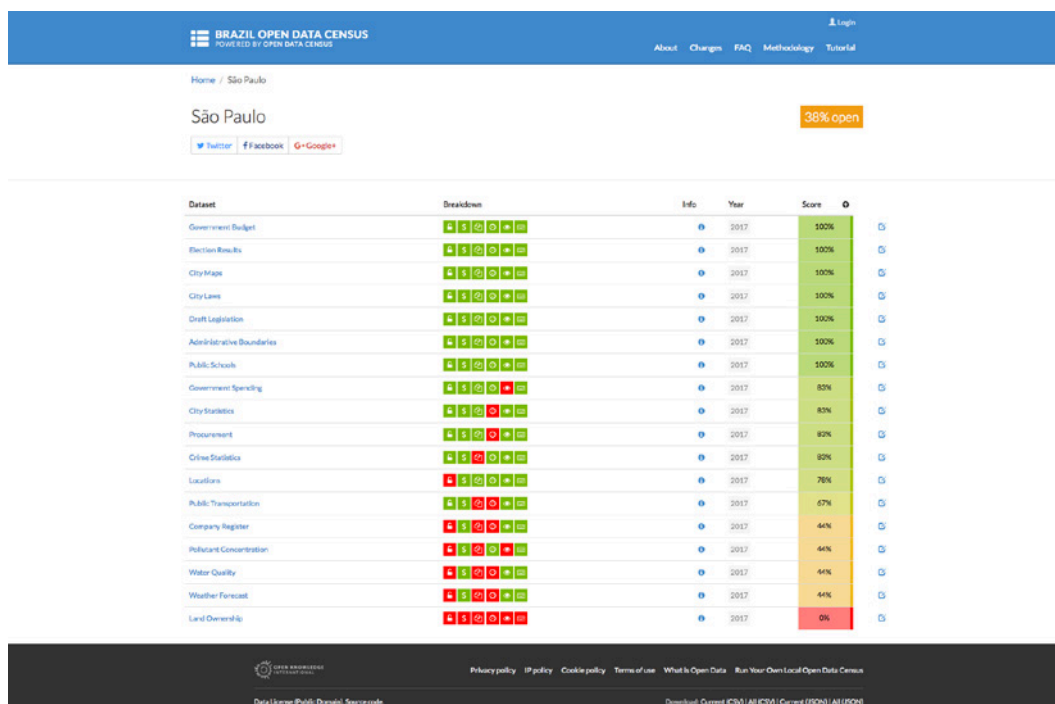 Login
BRAZIL OPEN DATA CENSUS
POWERED BY OPEN DATA CENSUS
About Changes FAQ Methodology Tutorial
Home / São Paulo
São Paulo
38% open
Twitter Facebook G+ Google+
Dataset Breakdown Info Year Score
Government Budget 2017 100%
Election Results 2017 100%
City Maps 2017 100%
City Laws 2017 100%
Draft Legislation 2017 100%
Administrative Boundaries 2017 100%
Public Schools 2017 100%
Government Spending 2017 83%
City Statistics 2017 83%
Procurement 2017 83%
Crime Statistics 2017 83%
Locations 2017 78%
Public Transportation 2017 67%
Company Register 2017 44%
Pollutant Concentration 2017 44%
Water Quality 2017 44%
Weather Forecast 2017 44%
Land Ownership 2017 0%
OPEN KNOWLEDGE
INTERNATIONAL
Privacy policy IP policy Cookie policy Terms of use What Is Open Data Run Your Own Local Open Data Census
Data License (Public Domain). Source code
Download: Current (CSV) | All (CSV) | Current (JSON) | All (JSON)